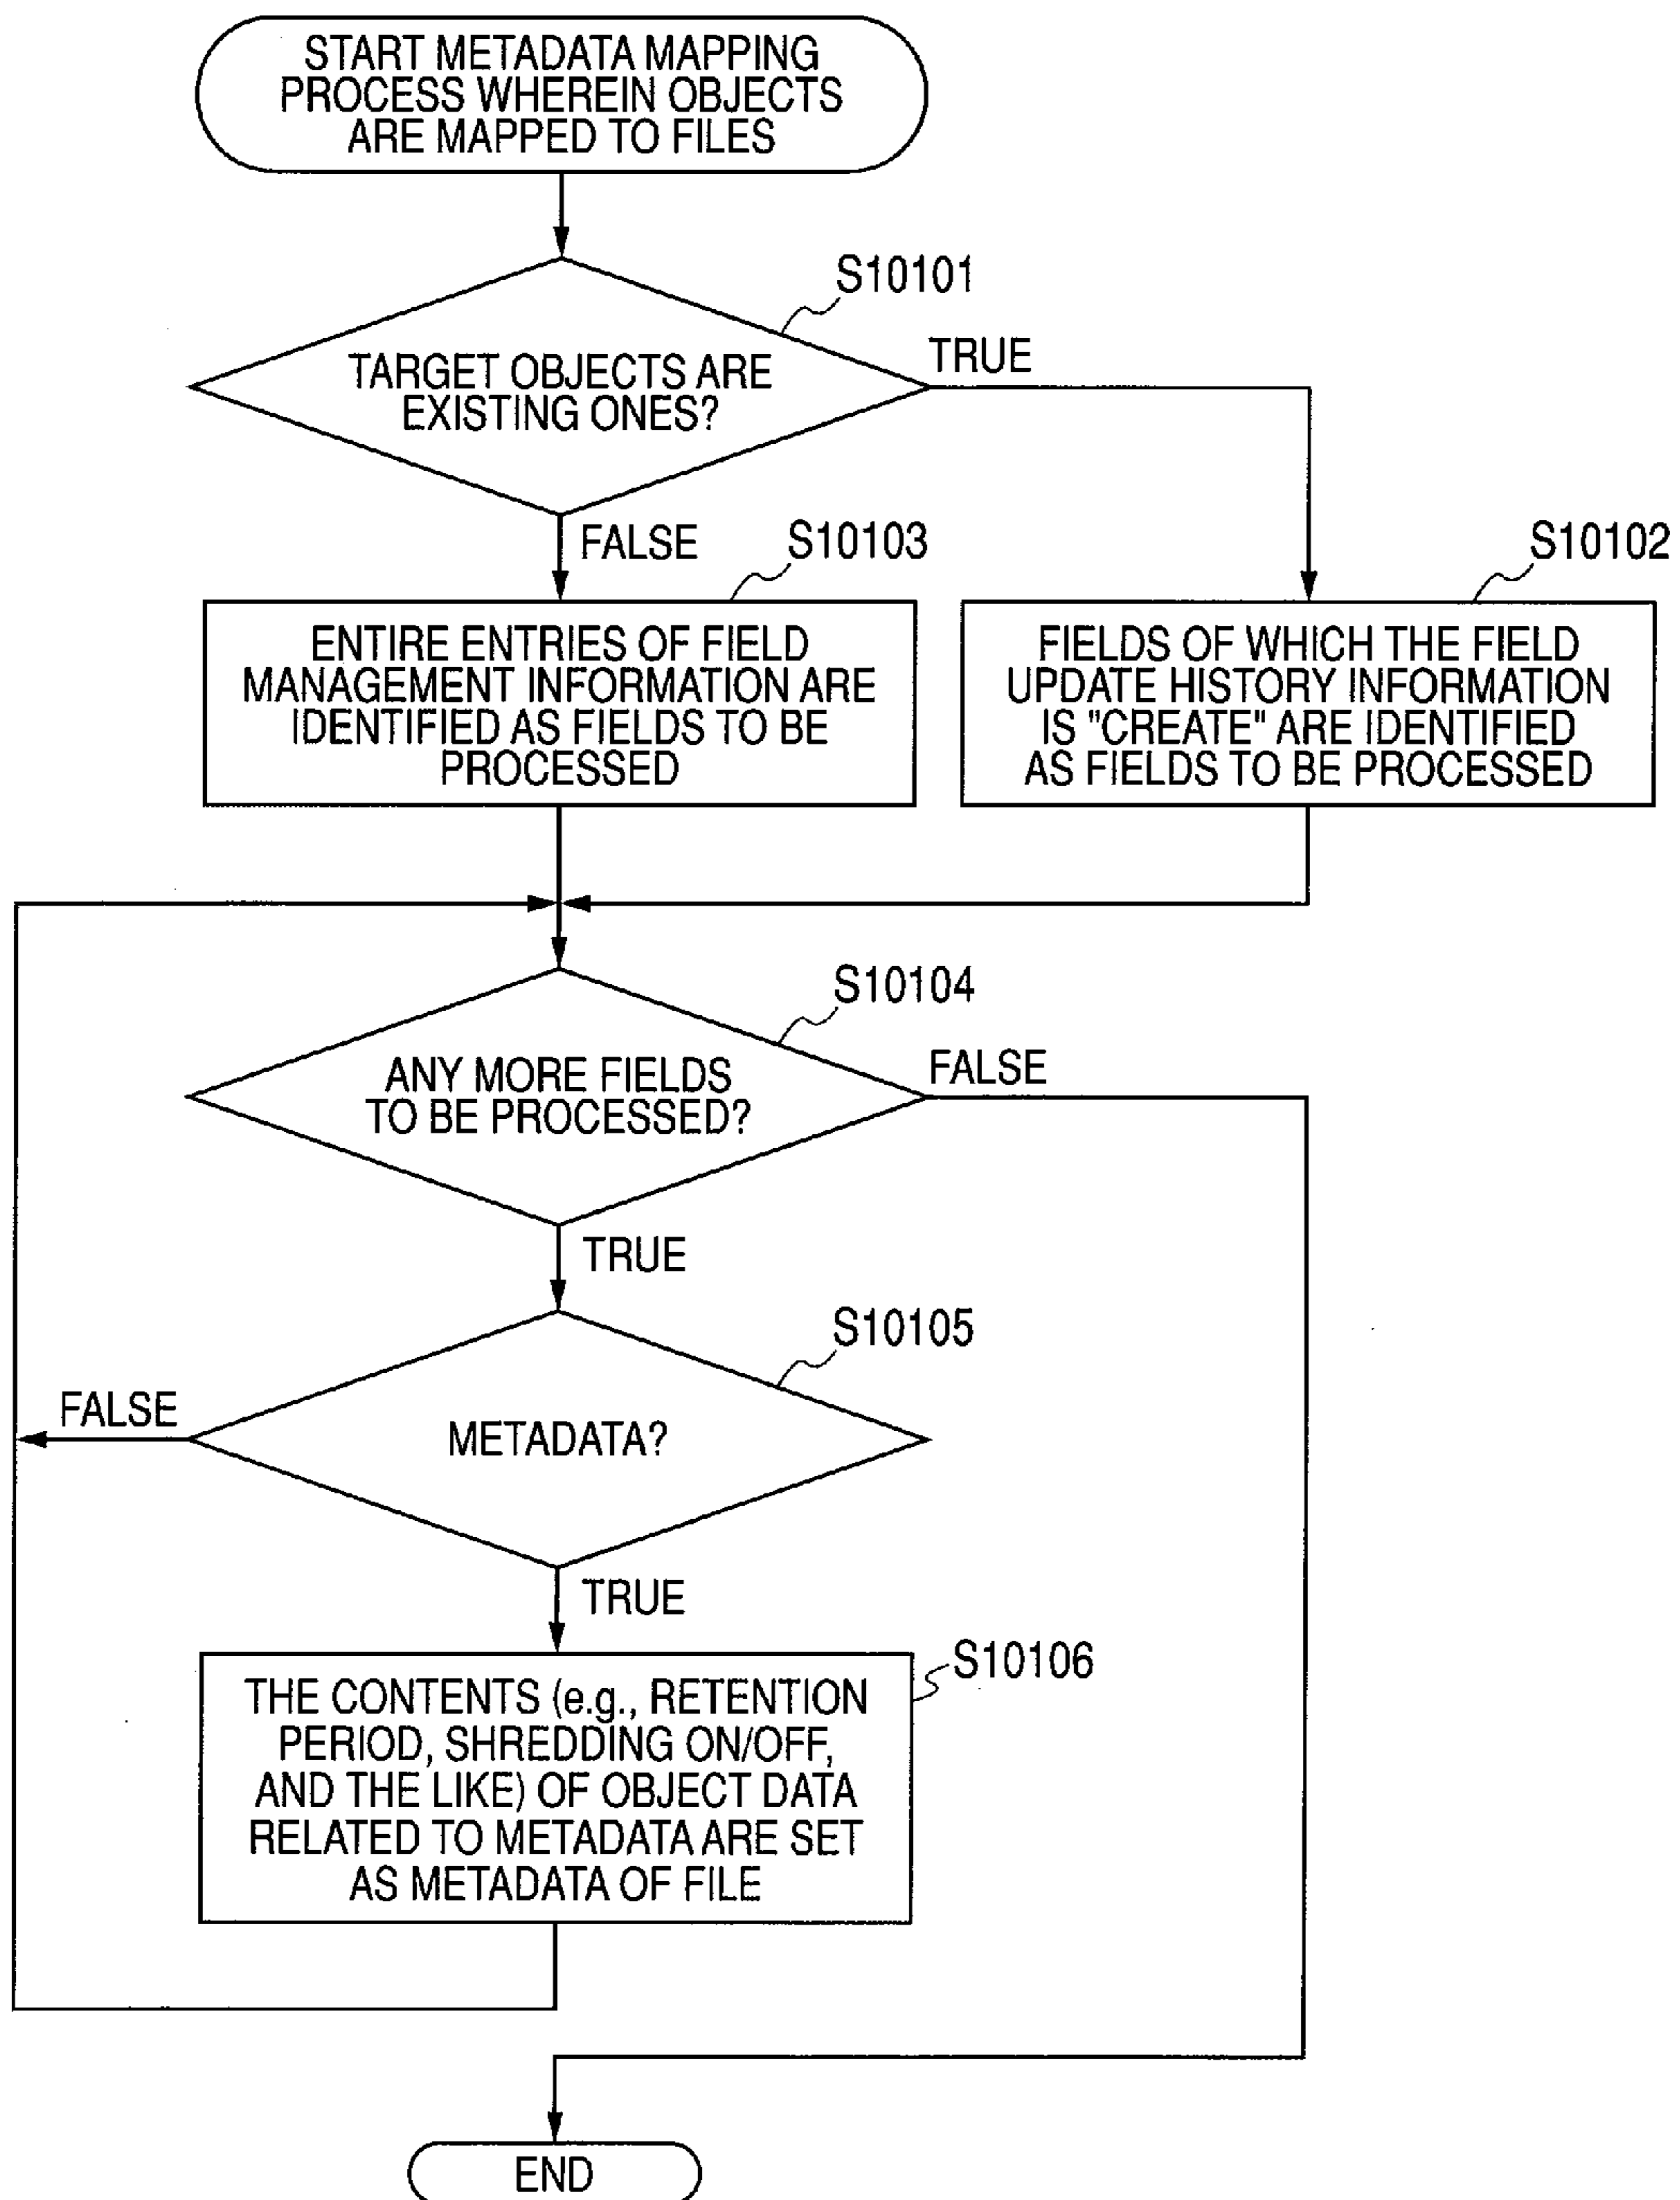 START METADATA MAPPING
PROCESS WHEREIN OBJECTS
ARE MAPPED TO FILES
S10101
TARGET OBJECTS ARE
EXISTING ONES?
TRUE
FALSE
S10103
S10102
ENTIRE ENTRIES OF FIELD
MANAGEMENT INFORMATION ARE
IDENTIFIED AS FIELDS TO BE
PROCESSED
FIELDS OF WHICH THE FIELD
UPDATE HISTORY INFORMATION
IS "CREATE" ARE IDENTIFIED
AS FIELDS TO BE PROCESSED
S10104
ANY MORE FIELDS
TO BE PROCESSED?
FALSE
TRUE
S10105
FALSE
METADATA?
TRUE
S10106
THE CONTENTS (e.g., RETENTION
PERIOD, SHREDDING ON/OFF,
AND THE LIKE) OF OBJECT DATA
RELATED TO METADATA ARE SET
AS METADATA OF FILE
END